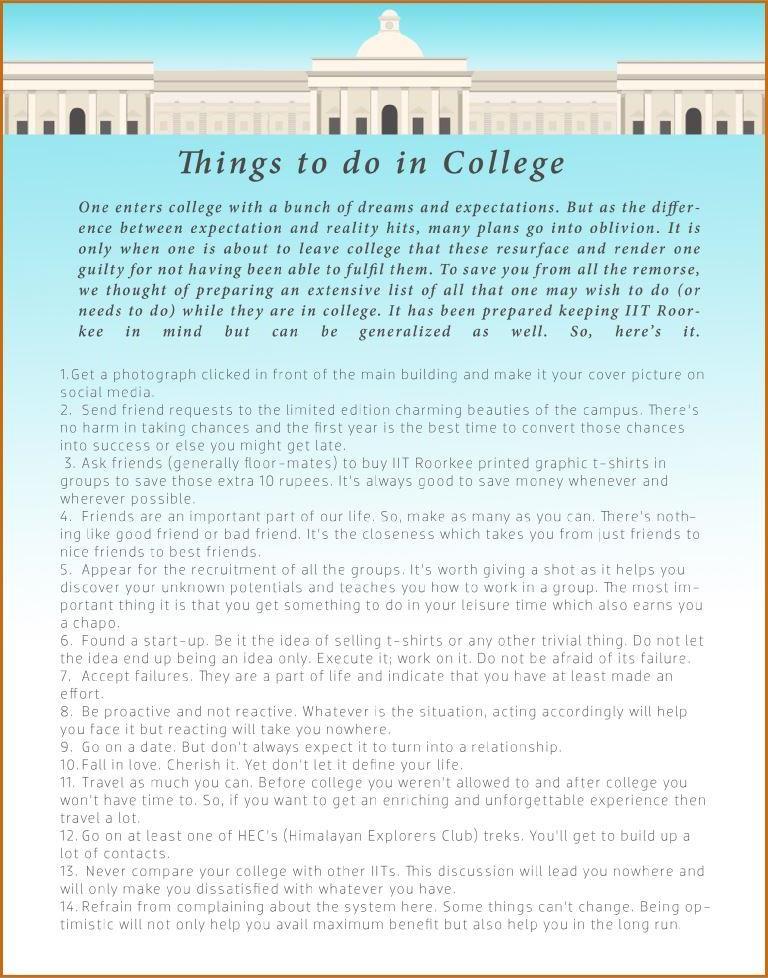 Things to do in College
One enters college with a bunch of dreams and expectations. But as the differ-
ence between expectation and reality hits, many plans go into oblivion. It is
only when one is about to leave college that these resurface and render one
guilty for not having been able to fulfil them. To save you from all the remorse,
we thought of preparing an extensive list of all that one may wish to do (or
needs to do) while they are in college. It has been prepared keeping IIT Roor-
kee in mind but can be generalized as well. So, here's it.
1.Get a photograph clicked in front of the main building and make it your cover picture on
social media.
2. Send friend requests to the limited edition charming beauties of the campus. There's
no harm in taking chances and the first year is the best time to convert those chances
into success or else you might get late.
3. Ask friends (generally floor-mates) to buy IIT Roorkee printed graphic t-shirts in
groups to save those extra 10 rupees. It's always good to save money whenever and
wherever possible.
4. Friends are an important part of our life. So, make as many as you can. There's noth-
ing like good friend or bad friend. It's the closeness which takes you from just friends to
nice friends to best friends.
5. Appear for the recruitment of all the groups. It's worth giving a shot as it helps you
discover your unknown potentials and teaches you how to work in a group. The most im-
portant thing it is that you get something to do in your leisure time which also earns you
a chapo.
6. Found a start-up. Be it the idea of selling t-shirts or any other trivial thing. Do not let
the idea end up being an idea only. Execute it; work on it. Do not be afraid of its failure.
7. Accept failures. They are a part of life and indicate that you have at least made an
effort.
8. Be proactive and not reactive. Whatever is the situation, acting accordingly will help
you face it but reacting will take you nowhere.
9. Go on a date. But don't always expect it to turn into a relationship.
10. Fall in love. Cherish it. Yet don't let it define your life.
11. Travel as much you can. Before college you weren't allowed to and after college you
won't have time to. So, if you want to get an enriching and unforgettable experience then
travel a lot.
12. Go on at least one of HEC's (Himalayan Explorers Club) treks. You'll get to build up a
lot of contacts.
13. Never compare your college with other IITs. This discussion will lead you nowhere and
will only make you dissatisfied with whatever you have.
14. Refrain from complaining about the system here. Some things can't change. Being op-
timistic will not only help you avail maximum benefit but also help you in the long run.